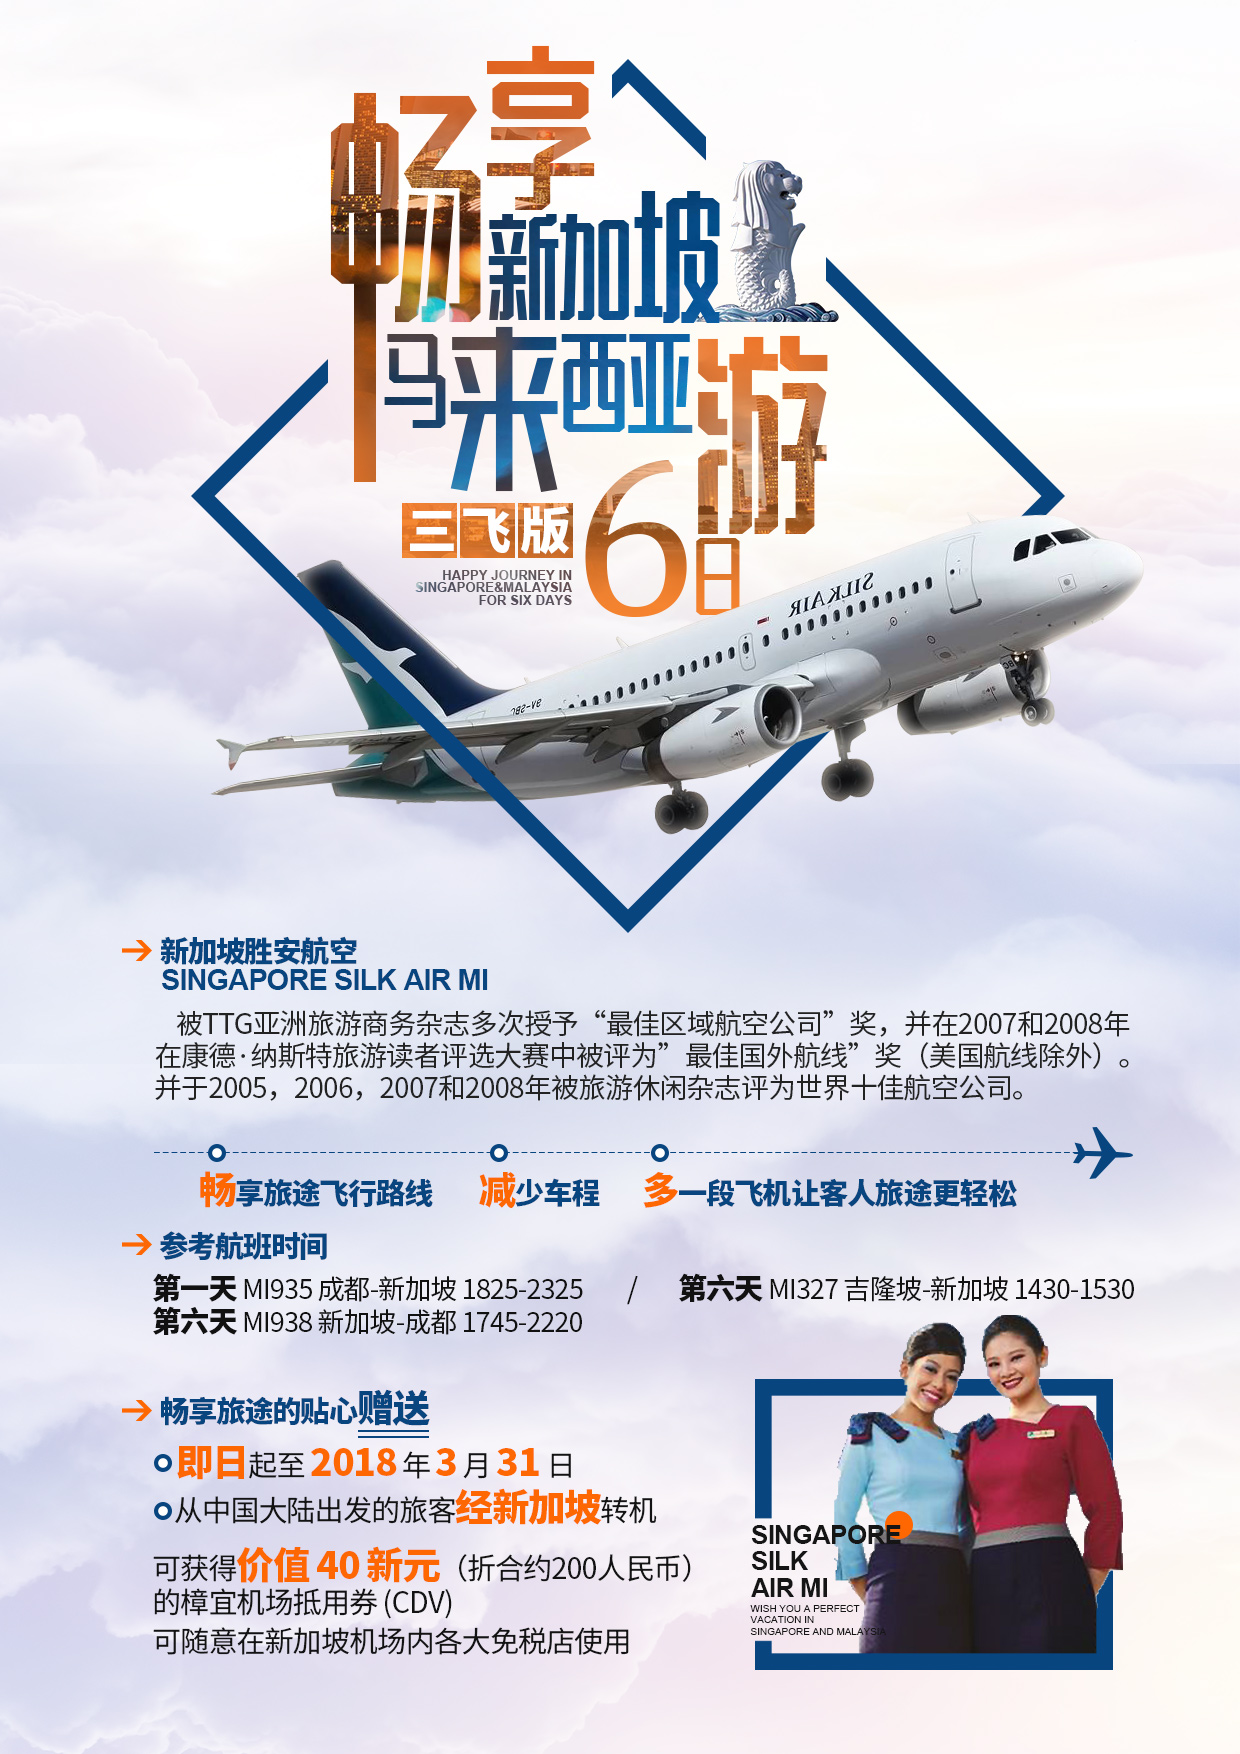 畅享
新加坡
马来西亚游
6日
三飞版
HAPPY JOURNEY IN
SINGAPORE&MALAYSIA
FOR SIX DAYS
SILKAIR
9V-SBC
新加坡胜安航空
SINGAPORE SILK AIR MI
被TTG亚洲旅游商务杂志多次授予“最佳区域航空公司”奖，并在2007和2008年
在康德·纳斯特旅游读者评选大赛中被评为”最佳国外航线”奖（美国航线除外）。
并于2005，2006，2007和2008年被旅游休闲杂志评为世界十佳航空公司。
畅享旅途飞行路线 减少车程 多一段飞机让客人旅途更轻松
参考航班时间
第一天 MI935 成都-新加坡 1825-2325 / 第六天 MI327 吉隆坡-新加坡 1430-1530
第六天 MI938 新加坡-成都 1745-2220
畅享旅途的贴心赠送
即日起至 2018 年 3 月 31 日
从中国大陆出发的旅客经新加坡转机
可获得价值 40 新元（折合约200人民币）
的樟宜机场抵用券 (CDV)
可随意在新加坡机场内各大免税店使用
SINGAPORE
SILK
AIR MI
WISH YOU A PERFECT
VACATION IN
SINGAPORE AND MALAYSIA